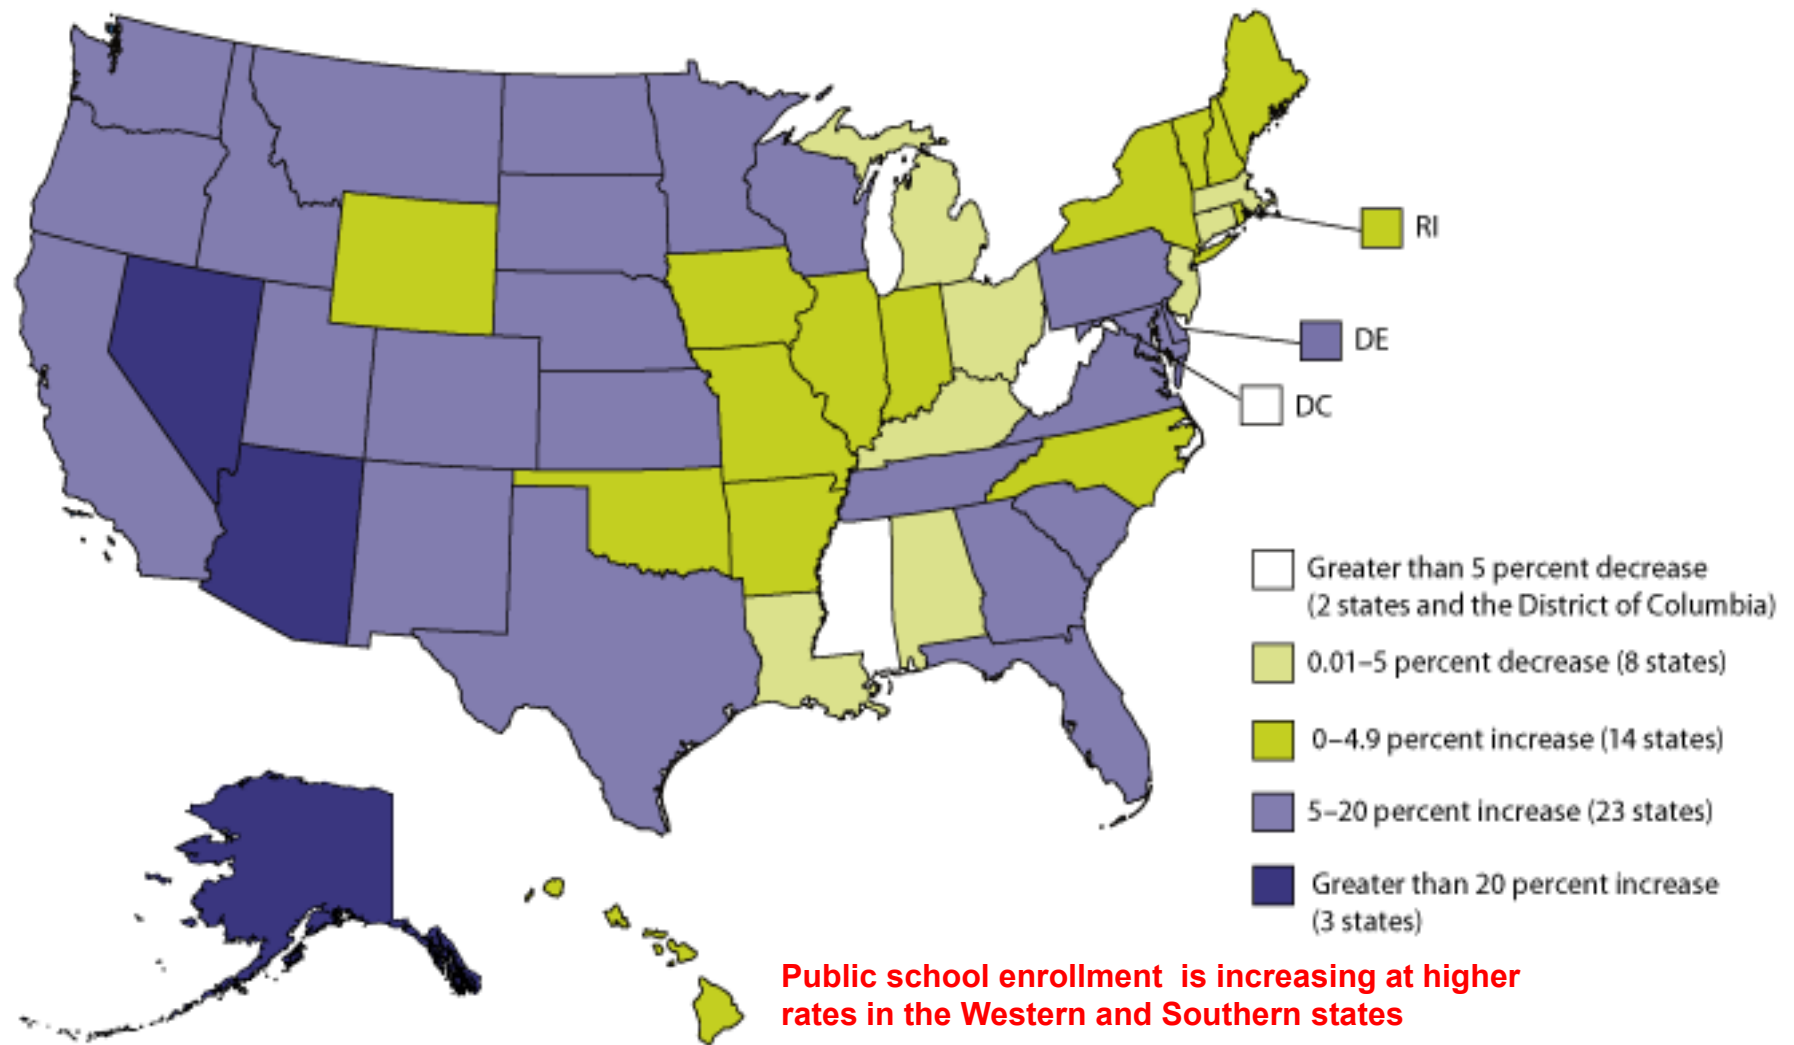 RI
DE
DC
Greater than 5 percent decrease
(2 states and the District of Columbia)
0.01–5 percent decrease (8 states)
0–4.9 percent increase (14 states)
5–20 percent increase (23 states)
Greater than 20 percent increase
(3 states)
Public school enrollment  is increasing at higher
rates in the Western and Southern states